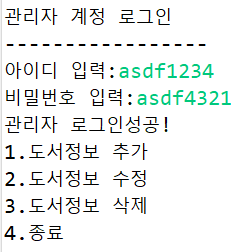 관리자 계정 로그인
-----------------
아이디 입력:asdf1234
비밀번호 입력:asdf4321
관리자 로그인성공!
1.도서정보 추가
2.도서정보 수정
3.도서정보 삭제
4.종료